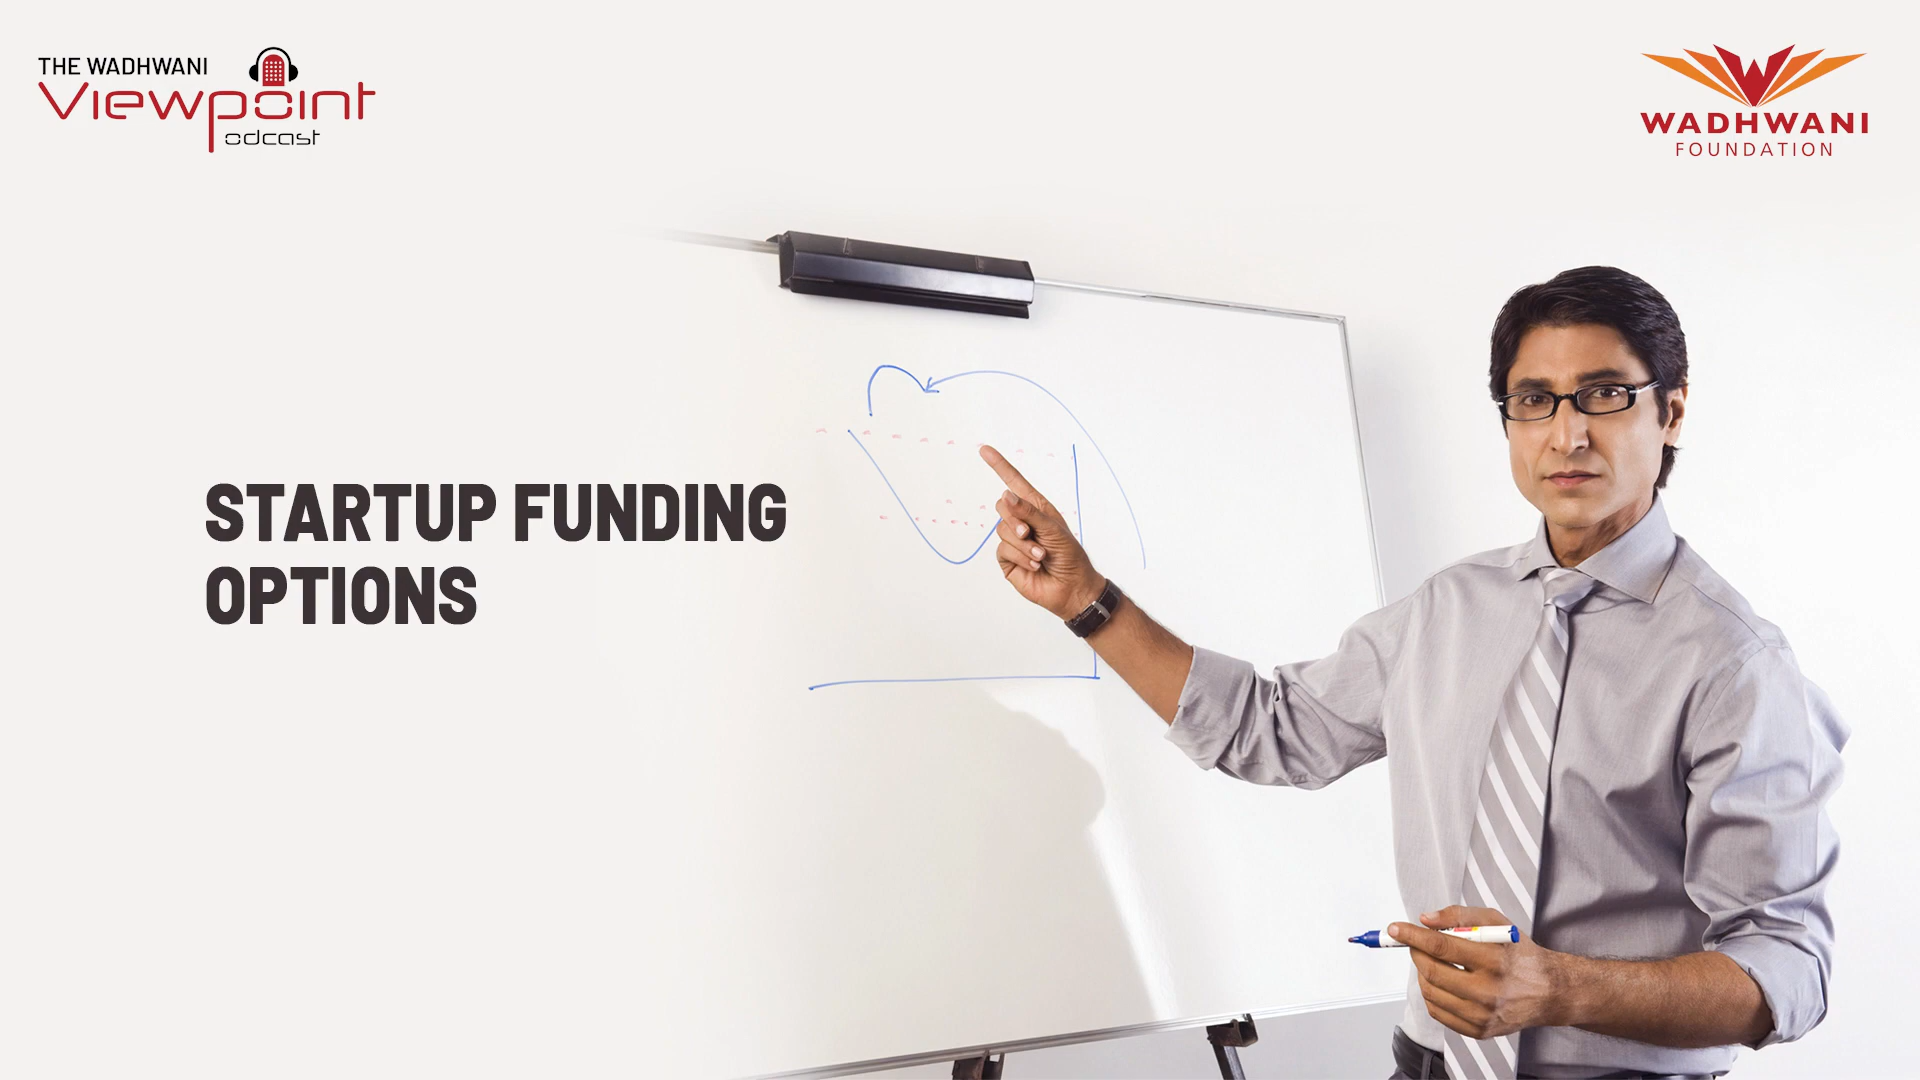 THE WADHWANI
Viewpoint
odcast
WADHWANI
FOUNDATION
STARTUP FUNDING
OPTIONS